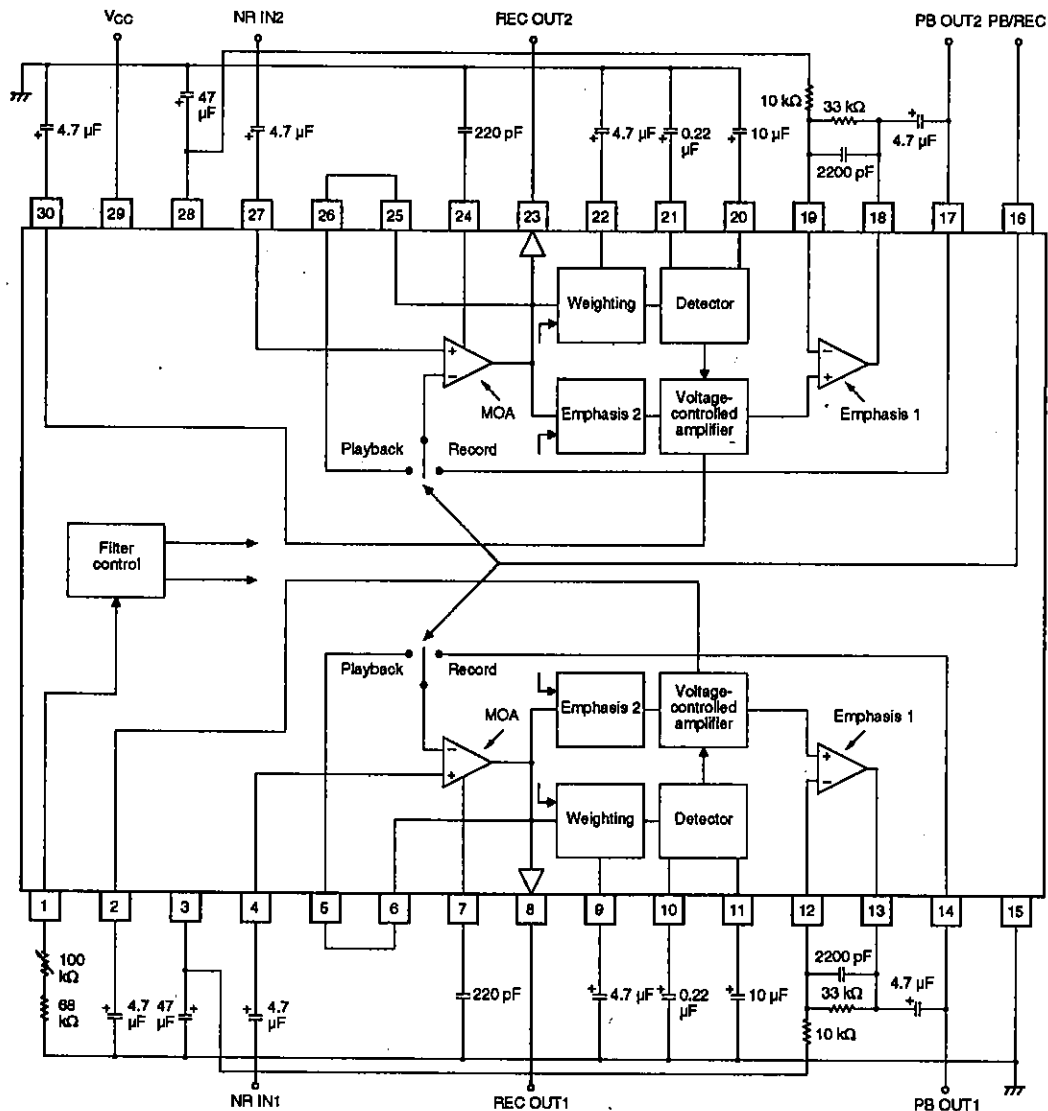 VCC
NR IN2
REC OUT2
PB OUT2 PB/REC
4.7 µF
47
µF
4.7 µF
220 pF
4.7 µF
0.22
µF
10 µF
10 kΩ
33 kΩ
4.7 µF
2200 pF
30
29
28
27
26
25
24
23
22
21
20
19
18
17
16
Weighting
Detector
MOA
Emphasis 2
Voltage-
controlled
amplifier
Emphasis 1
Playback
Record
Filter
control
Playback
Record
MOA
Emphasis 2
Voltage-
controlled
amplifier
Emphasis 1
Weighting
Detector
1
2
3
4
5
6
7
8
9
10
11
12
13
14
15
100
kΩ
68
kΩ
4.7
µF
47
µF
4.7
µF
220 pF
4.7 µF
0.22
µF
10 µF
2200 pF
33 kΩ
10 kΩ
4.7 µF
NR IN1
REC OUT1
PB OUT1
+
+
+
+
+
+
+
+
−
−
+
−
+
−
+
+
−
+
+
+
+
+
+
+